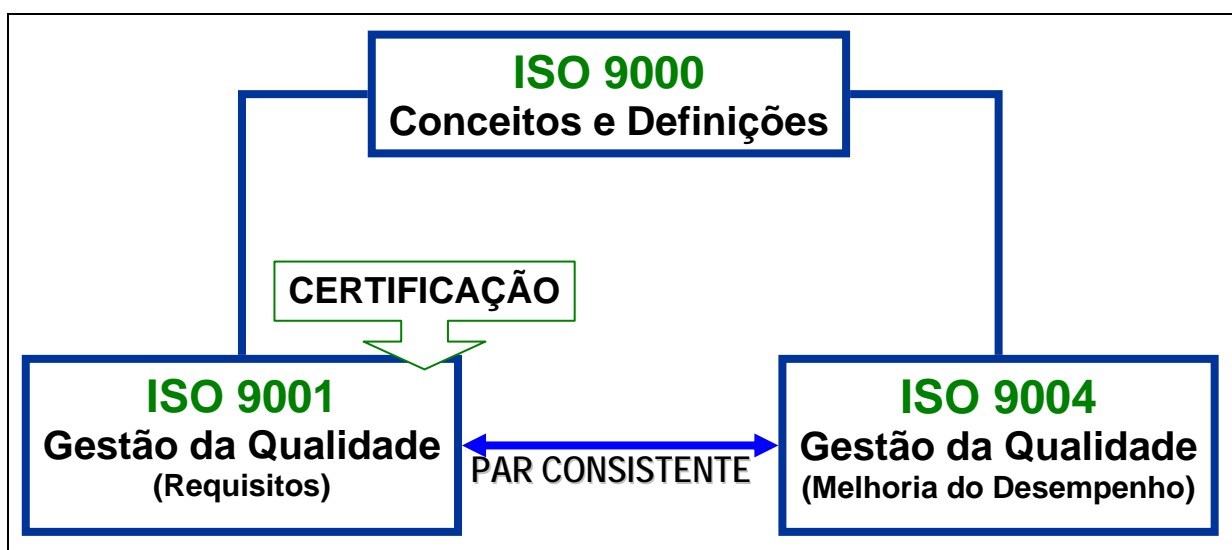 ISO 9000
Conceitos e Definições
CERTIFICAÇÃO
ISO 9001
Gestão da Qualidade
(Requisitos)
PAR CONSISTENTE
ISO 9004
Gestão da Qualidade
(Melhoria do Desempenho)